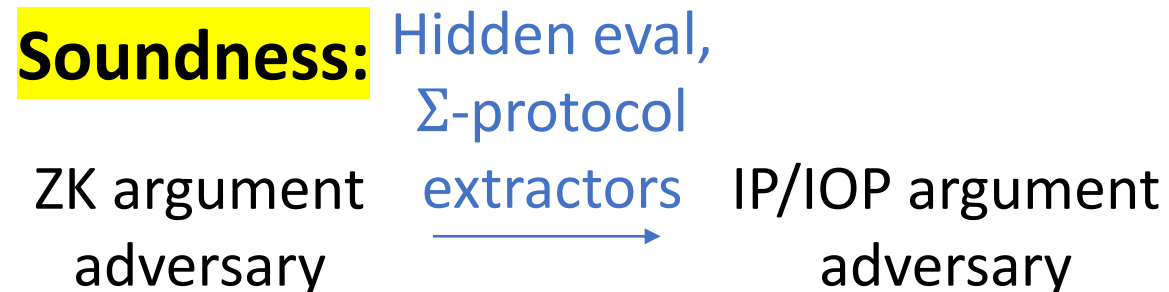 Soundness:
Hidden eval,
Σ-protocol
extractors
ZK argument
adversary
IP/IOP argument
adversary